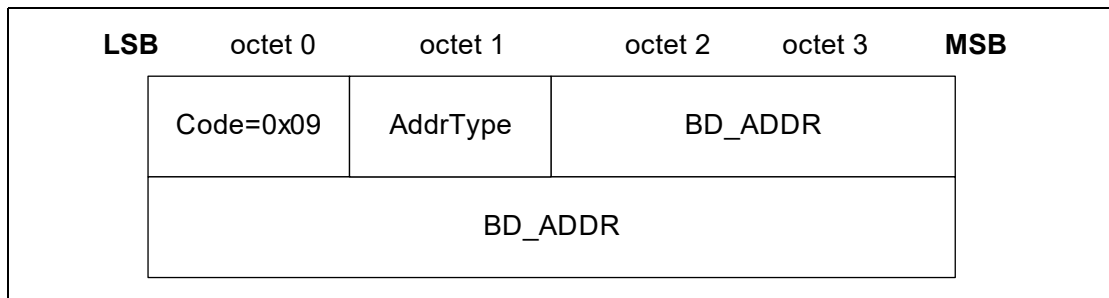 LSB octet 0 octet 1 octet 2 octet 3 MSB
Code=0x09 AddrType BD_ADDR
BD_ADDR